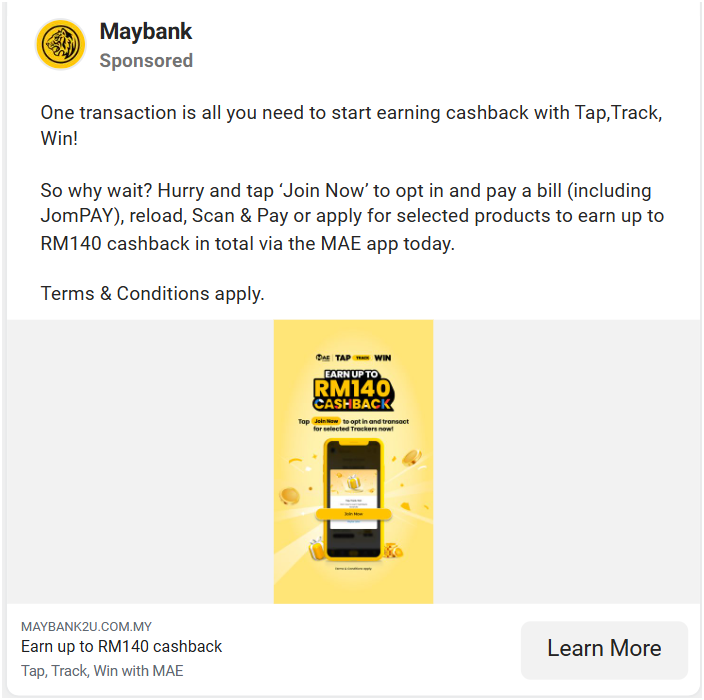 Maybank
Sponsored
One transaction is all you need to start earning cashback with Tap,Track,
Win!
So why wait? Hurry and tap ‘Join Now’ to opt in and pay a bill (including
JomPAY), reload, Scan & Pay or apply for selected products to earn up to
RM140 cashback in total via the MAE app today.
Terms & Conditions apply.
MAE TAP TRACK WIN
EARN UP TO
RM140
CASHBACK
Tap Join Now to opt in and transact
for selected Trackers now!
Join Now
Terms & Conditions apply.
MAYBANK2U.COM.MY
Earn up to RM140 cashback
Tap, Track, Win with MAE
Learn More